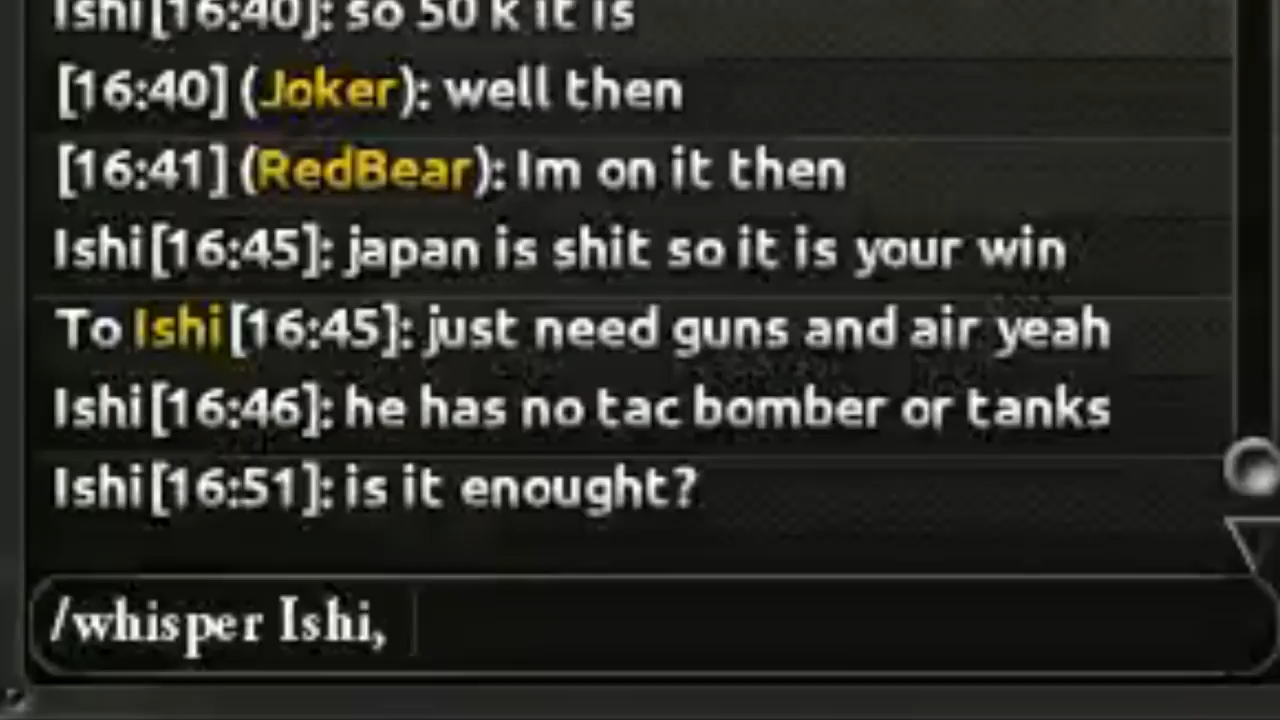 Ishi[16:40]: so 50 k it is
[16:40] (Joker): well then
[16:41] (RedBear): Im on it then
Ishi[16:45]: japan is shit so it is your win
To Ishi[16:45]: just need guns and air yeah
Ishi[16:46]: he has no tac bomber or tanks
Ishi[16:51]: is it enought?
/whisper Ishi,